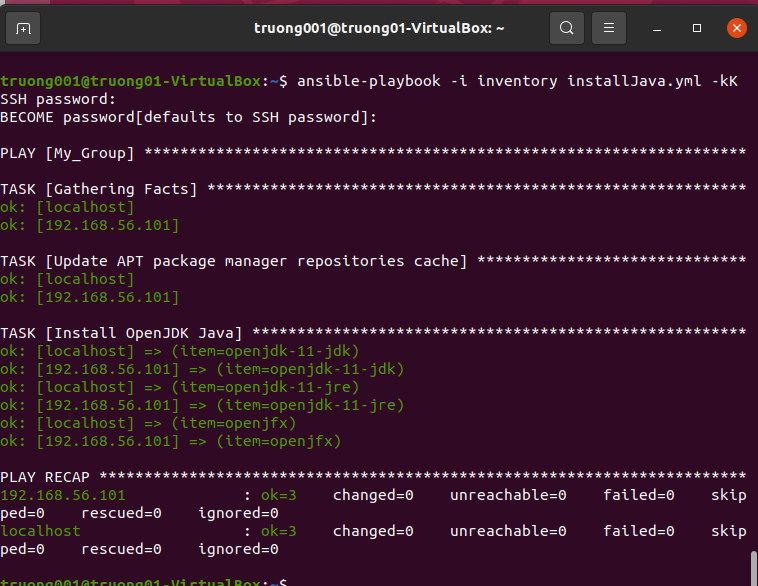 truong001@truong01-VirtualBox: ~
truong001@truong01-VirtualBox:~$ ansible-playbook -i inventory installJava.yml -kK
SSH password:
BECOME password[defaults to SSH password]:
PLAY [My_Group] *******************************************************************
TASK [Gathering Facts] ************************************************************
ok: [localhost]
ok: [192.168.56.101]
TASK [Update APT package manager repositories cache] ******************************
ok: [localhost]
ok: [192.168.56.101]
TASK [Install OpenJDK Java] *******************************************************
ok: [localhost] => (item=openjdk-11-jdk)
ok: [192.168.56.101] => (item=openjdk-11-jdk)
ok: [localhost] => (item=openjdk-11-jre)
ok: [192.168.56.101] => (item=openjdk-11-jre)
ok: [localhost] => (item=openjfx)
ok: [192.168.56.101] => (item=openjfx)
PLAY RECAP ************************************************************************
192.168.56.101             : ok=3    changed=0    unreachable=0    failed=0    skip
ped=0    rescued=0    ignored=0
localhost                  : ok=3    changed=0    unreachable=0    failed=0    skip
ped=0    rescued=0    ignored=0
truong001@truong01-VirtualBox:~$